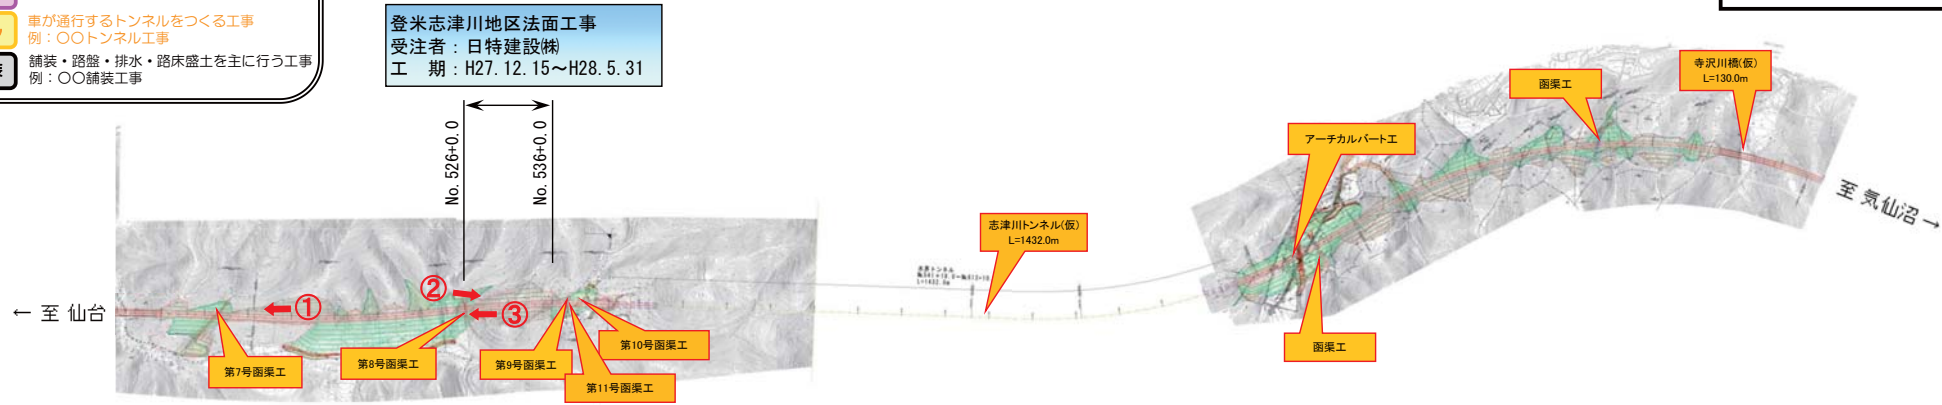 車が通行するトンネルをつくる工事
例：〇〇トンネル工事
舗装・路盤・排水・路床盛土を主に行う工事
例：〇〇舗装工事
登米志津川地区法面工事
受注者：日特建設㈱
工　期：H27.12.15～H28.5.31
No. 526+0.0
No. 536+0.0
← 至 仙台
①
②
③
第7号函渠工
第8号函渠工
第9号函渠工
第10号函渠工
第11号函渠工
志津川トンネル(仮)
L=1432.0m
アーチカルバート工
函渠工
函渠工
寺沢川橋(仮)
L=130.0m
至 気仙沼 →